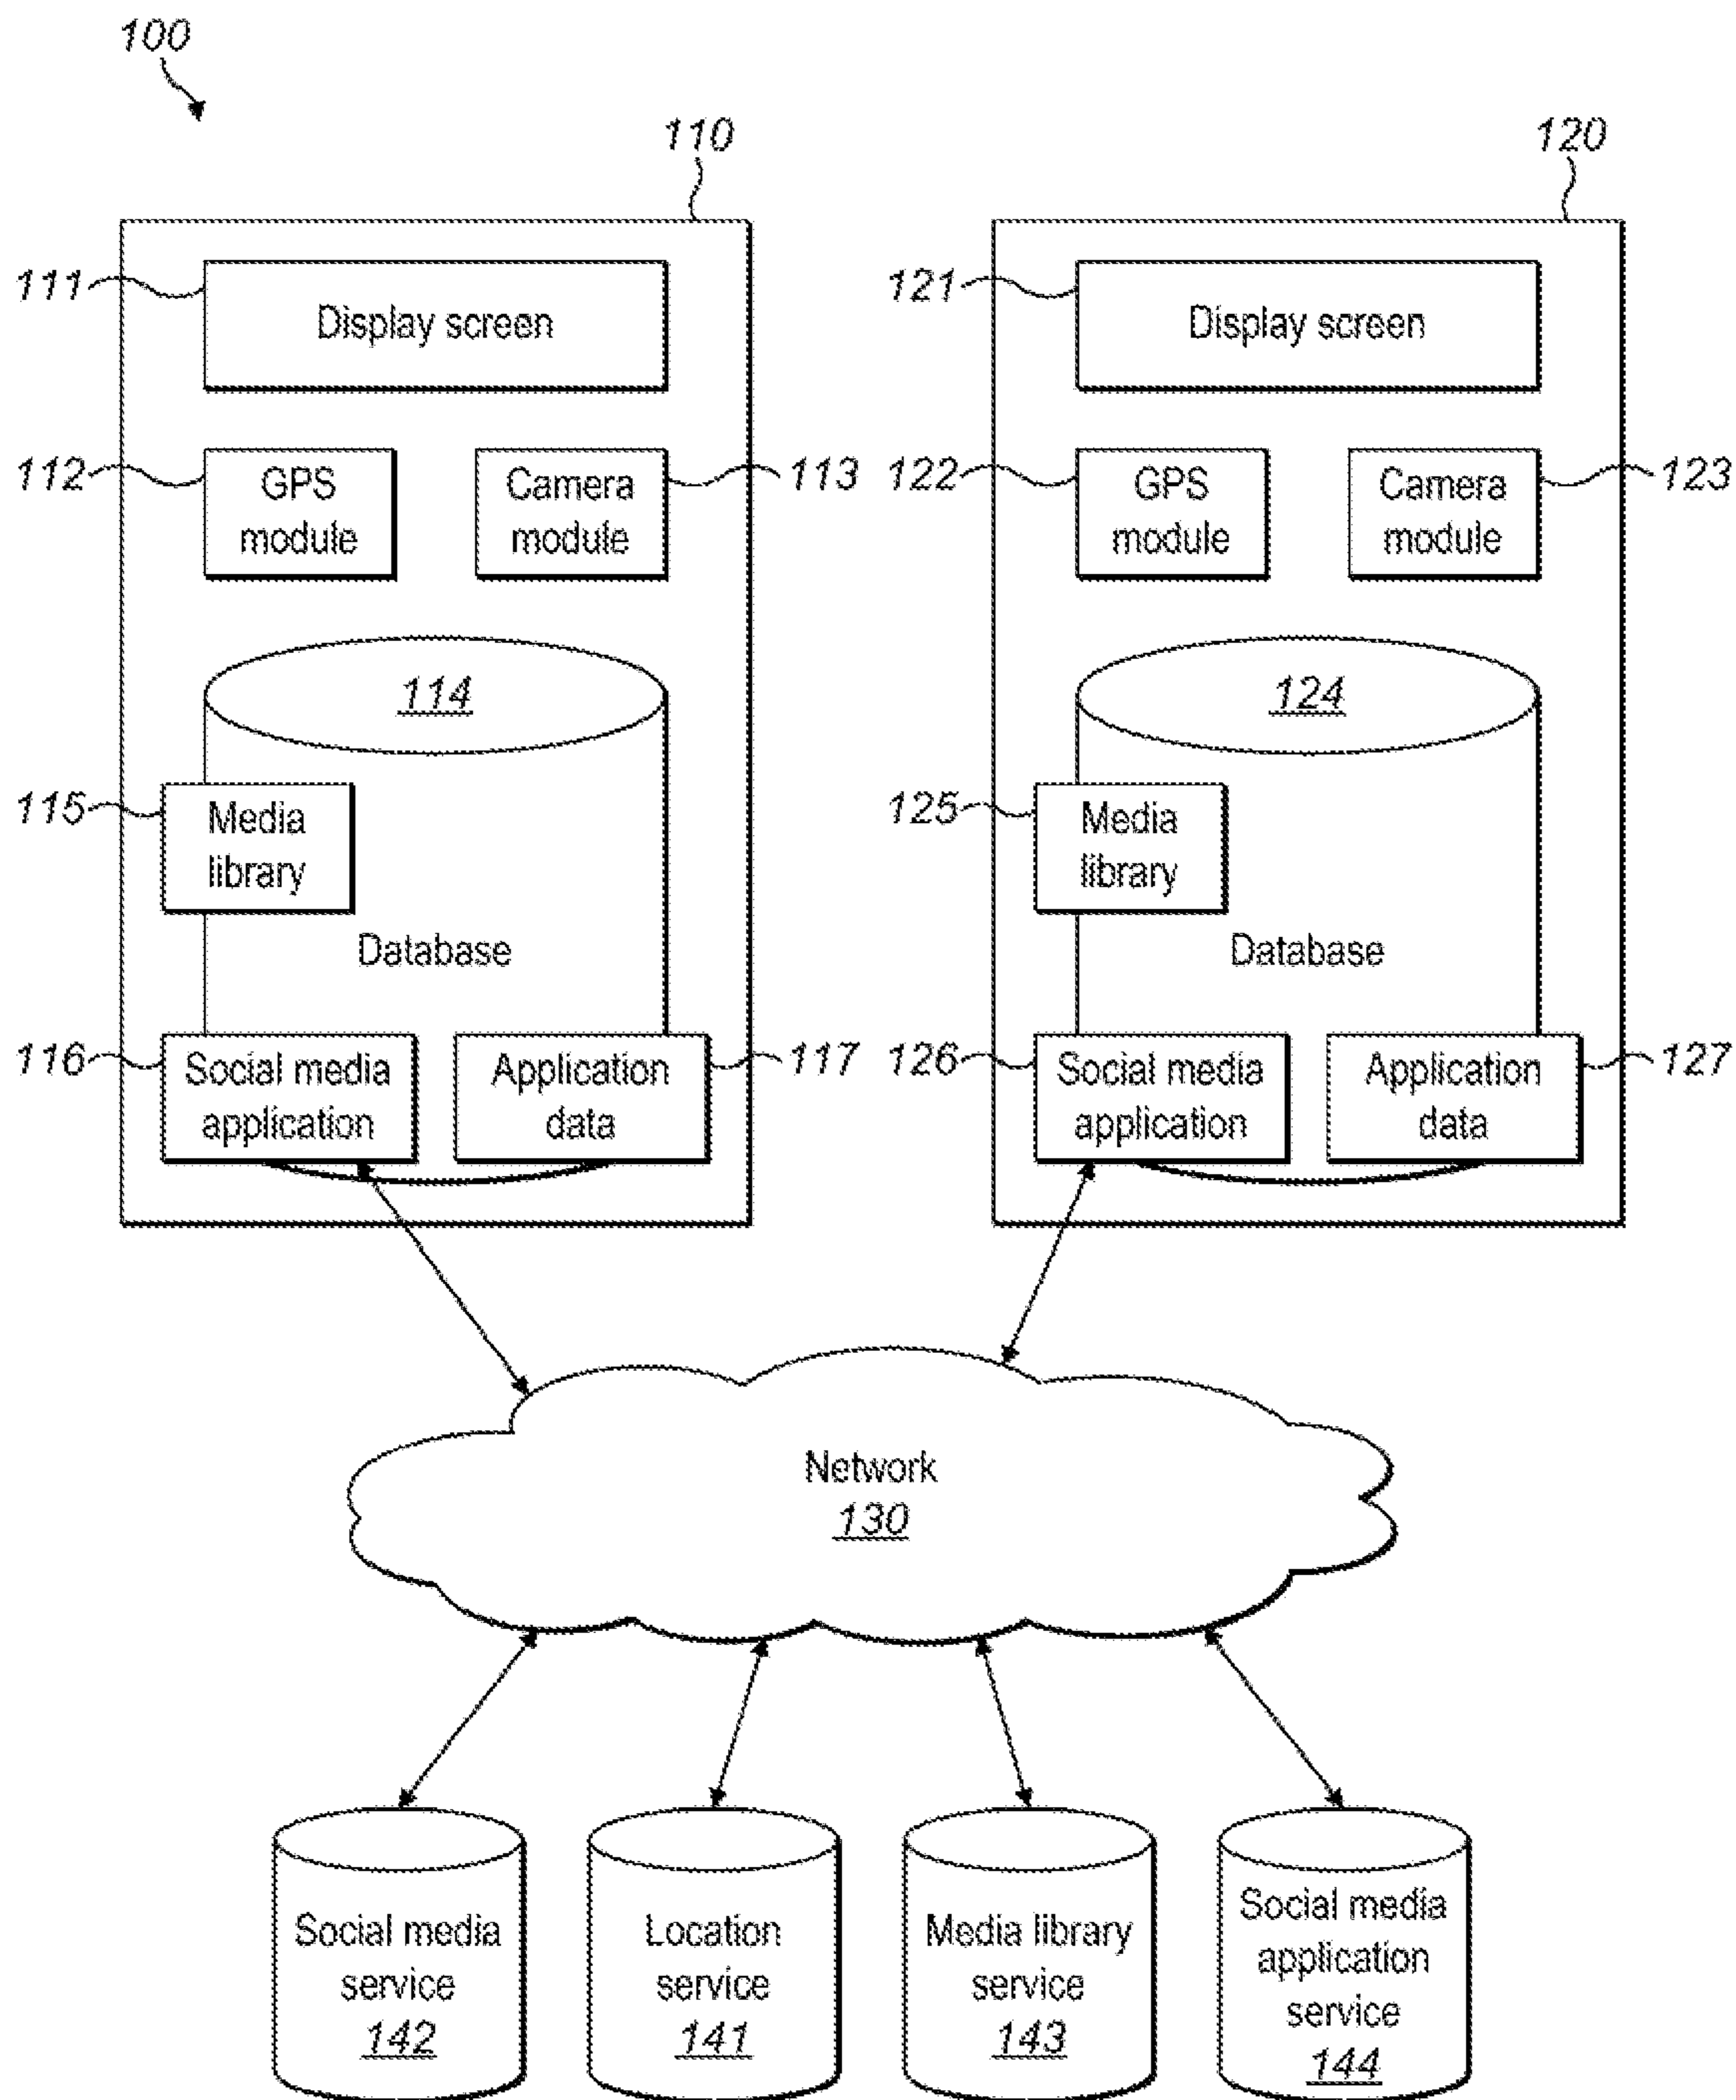 100
110
120
111
Display screen
121
Display screen
112
GPS
module
Camera
module
113
122
GPS
module
Camera
module
123
114
124
115
Media
library
125
Media
library
Database
Database
116
Social media
application
Application
data
117
126
Social media
application
Application
data
127
Network
130
Social media
service
142
Location
service
141
Media library
service
143
Social media
application
service
144